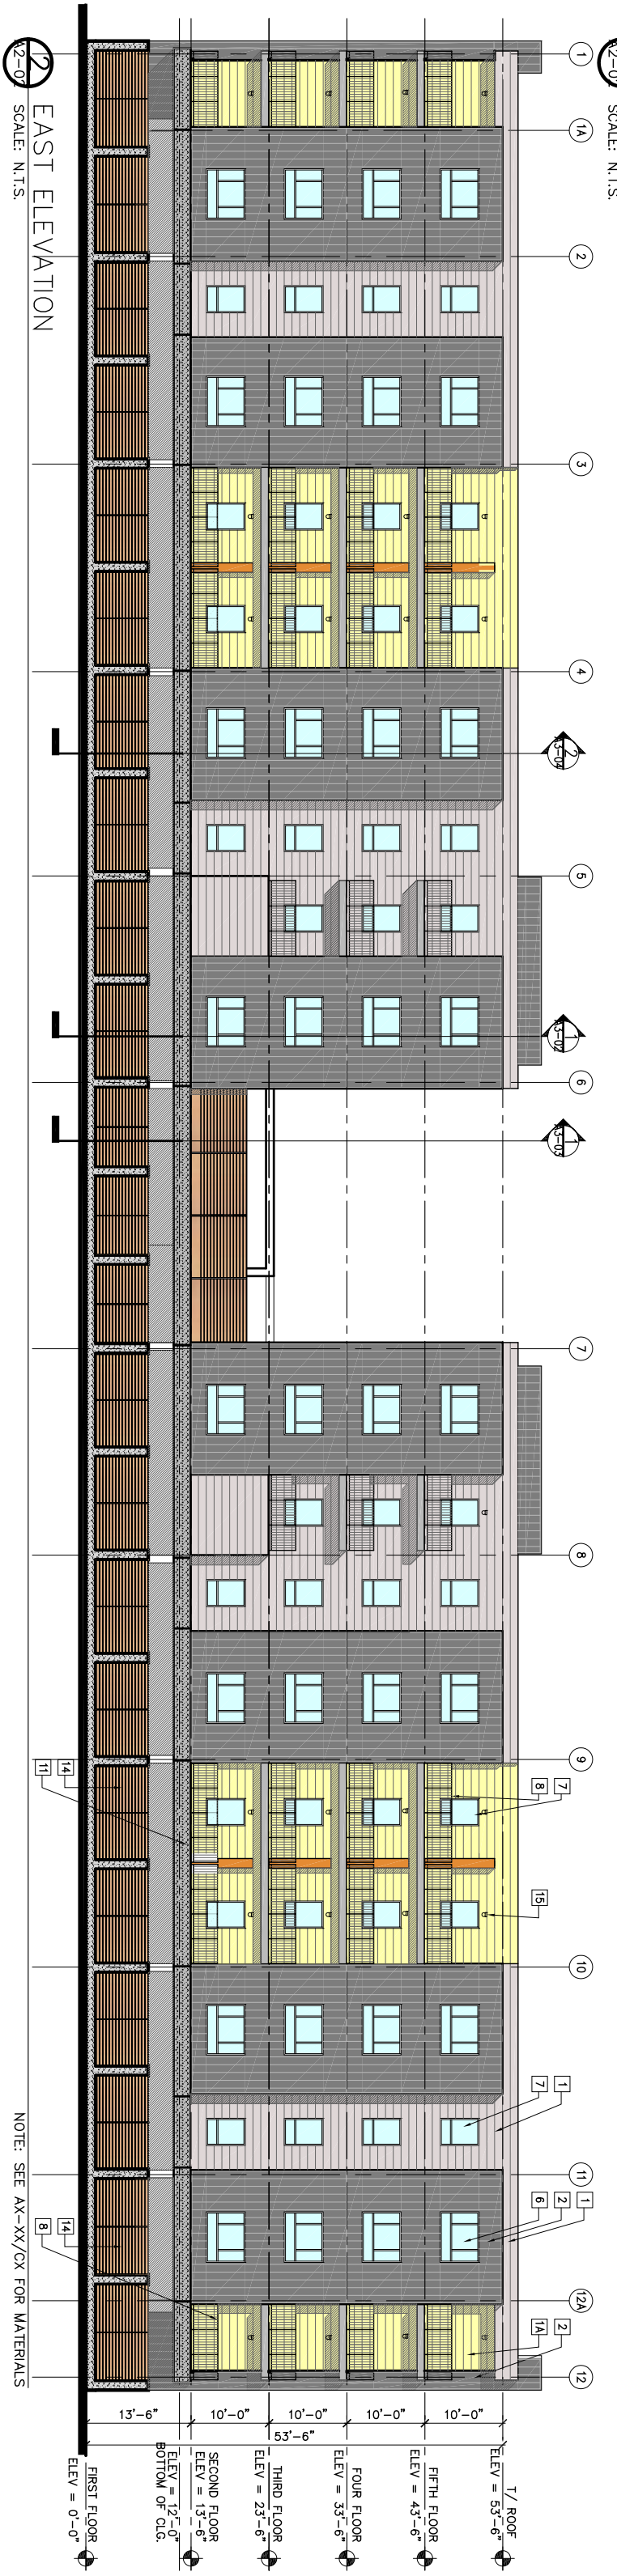 1
1A
2
3
4
5
6
7
8
9
10
11
12A
12
2
A3-04
1
A3-02
1
A3-03
7
8
15
1
7
1
2
6
2
1A
14
11
14
8
T/ ROOF
ELEV = 53'-6"
FIFTH FLOOR
ELEV = 43'-6"
FOUR FLOOR
ELEV = 33'-6"
THIRD FLOOR
ELEV = 23'-6"
SECOND FLOOR
ELEV = 13'-6"
ELEV = 12'-0"
BOTTOM OF CLG.
FIRST FLOOR
ELEV = 0'-0"
10'-0"
10'-0"
10'-0"
10'-0"
13'-6"
53'-6"
2
EAST ELEVATION
A2-02 SCALE: N.T.S.
NOTE: SEE AX-XX/CX FOR MATERIALS
SCALE: N.T.S.